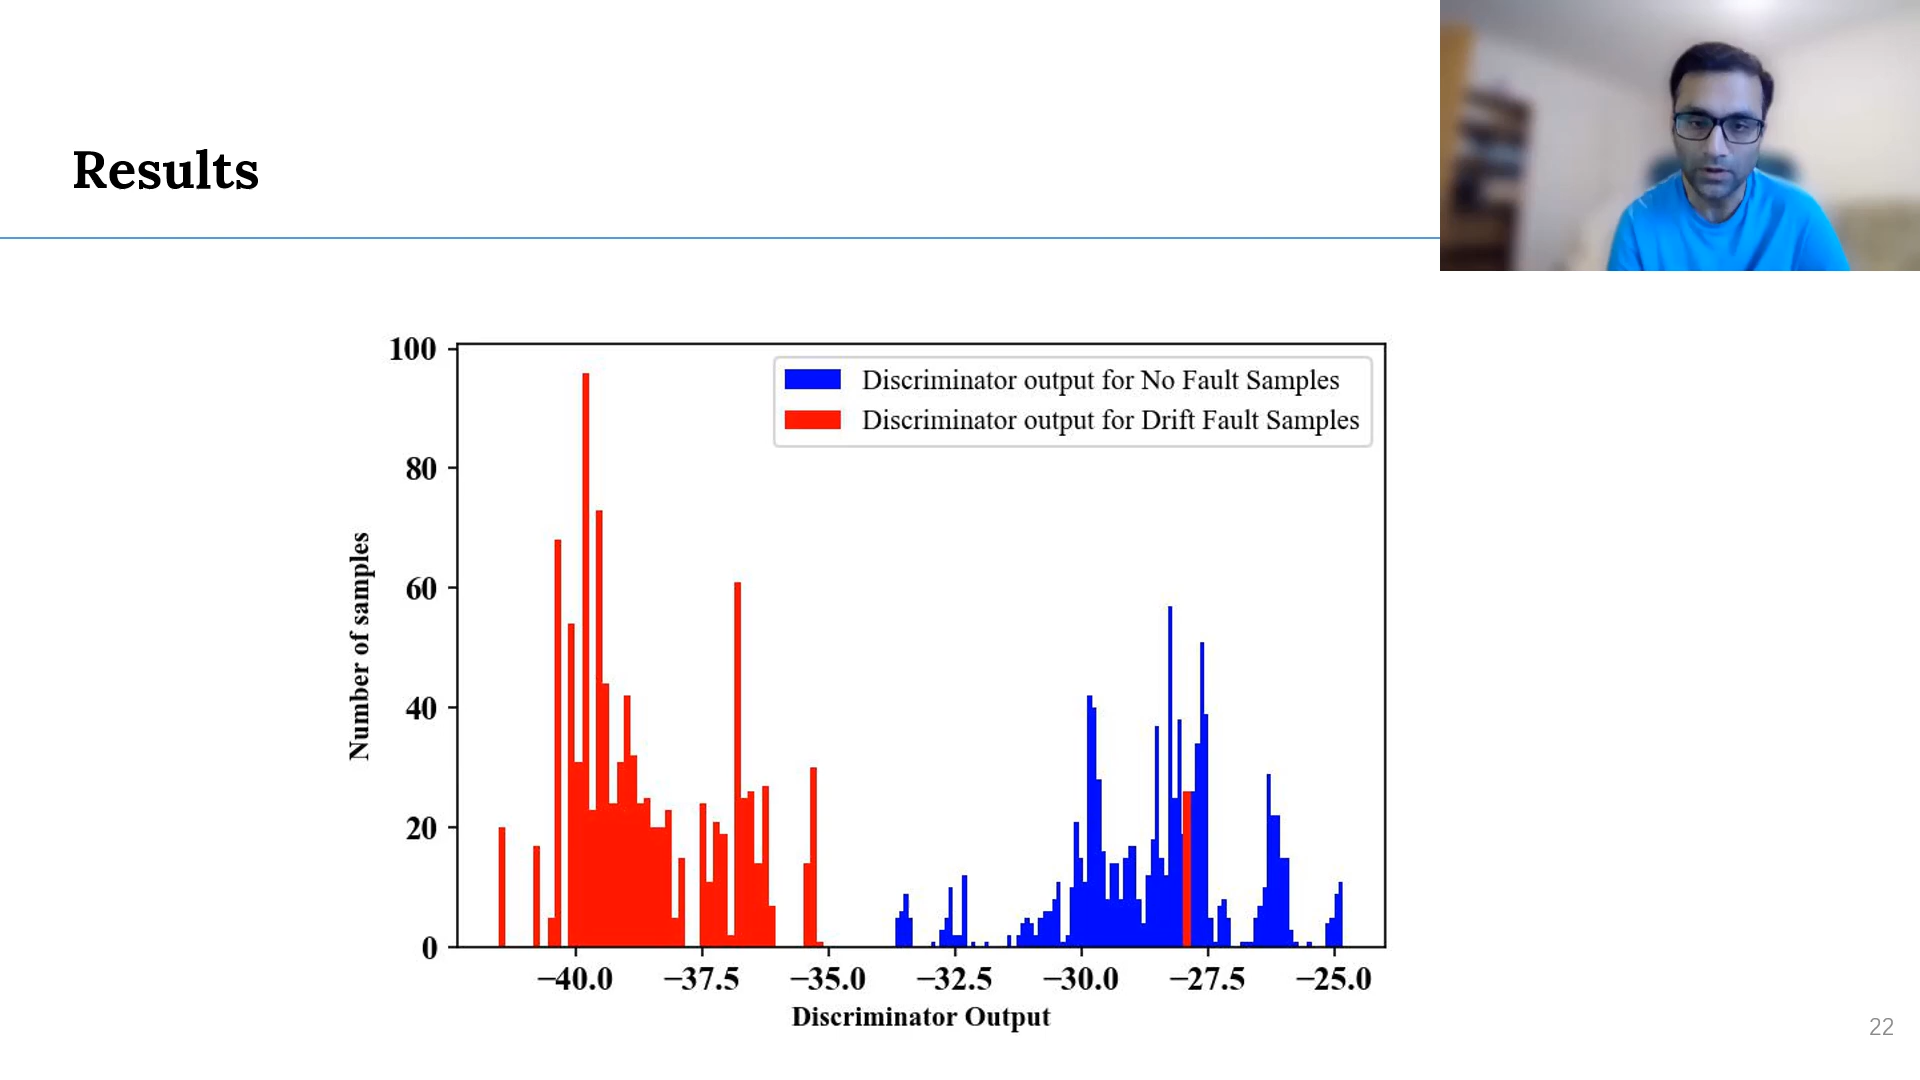 Results
100
80
60
40
20
0
Number of samples
Discriminator output for No Fault Samples
Discriminator output for Drift Fault Samples
−40.0 −37.5 −35.0 −32.5 −30.0 −27.5 −25.0
Discriminator Output
22